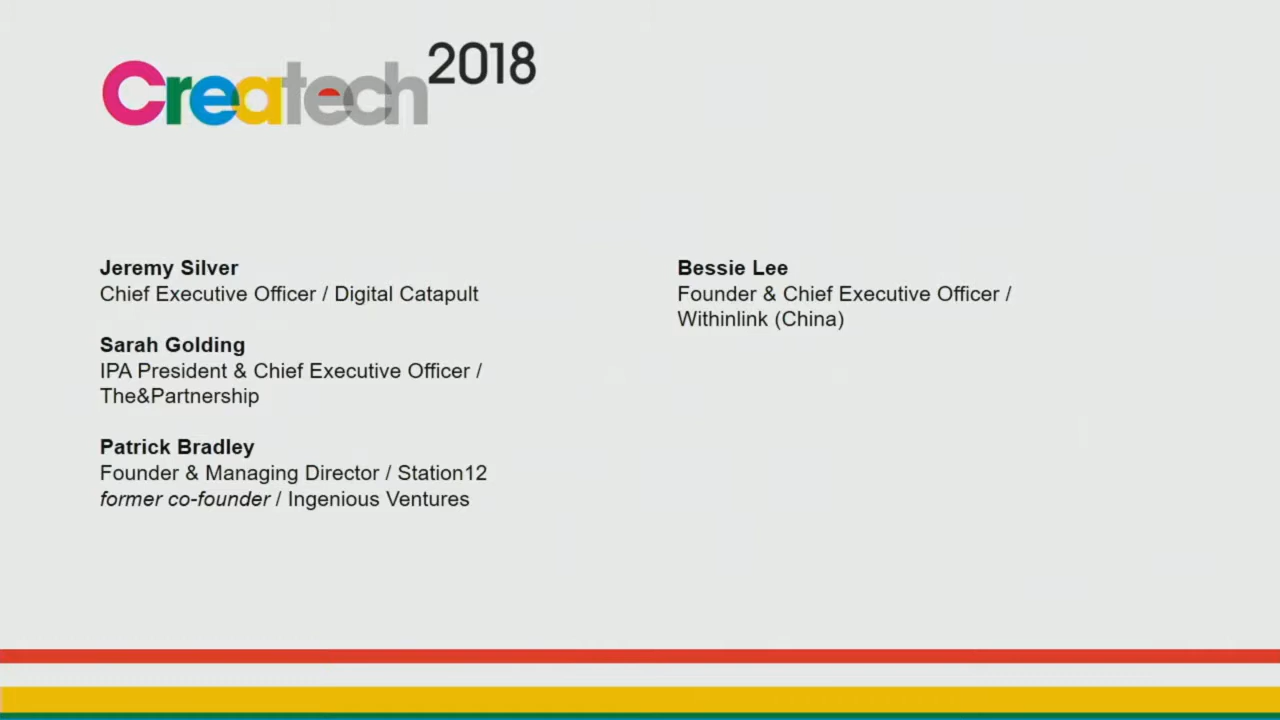 Createch 2018
Jeremy Silver
Chief Executive Officer / Digital Catapult
Sarah Golding
IPA President & Chief Executive Officer /
The&Partnership
Patrick Bradley
Founder & Managing Director / Station12
former co-founder / Ingenious Ventures
Bessie Lee
Founder & Chief Executive Officer /
Withinlink (China)